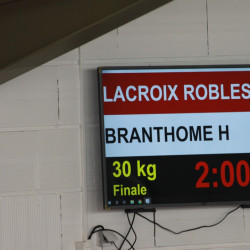 LACROIX ROBLES
BRANTHOME H
30 kg
2:00
Finale